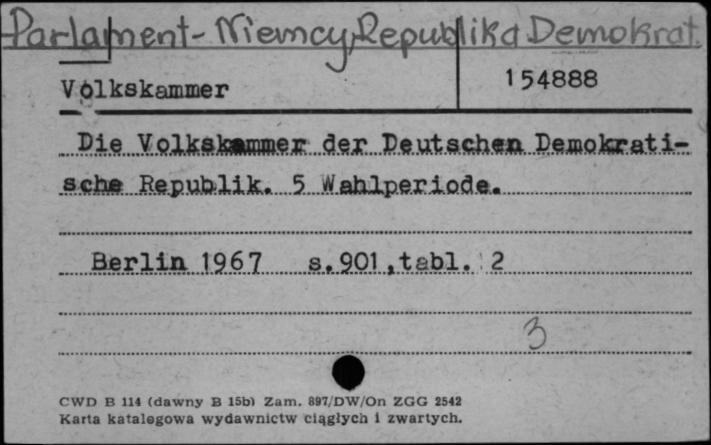 Parlament-Niemcy, Republika Demokrat.
Volkskammer 154888
Die Volkskammer der Deutschen Demokrati-
sche Republik. 5 Wahlperiode.
Berlin 1967 s.901,tabl. 2
3
CWD B 114 (dawny B 15b) Zam. 897/DW/On ZGG 2542
Karta katalogowa wydawnictw ciągłych i zwartych.